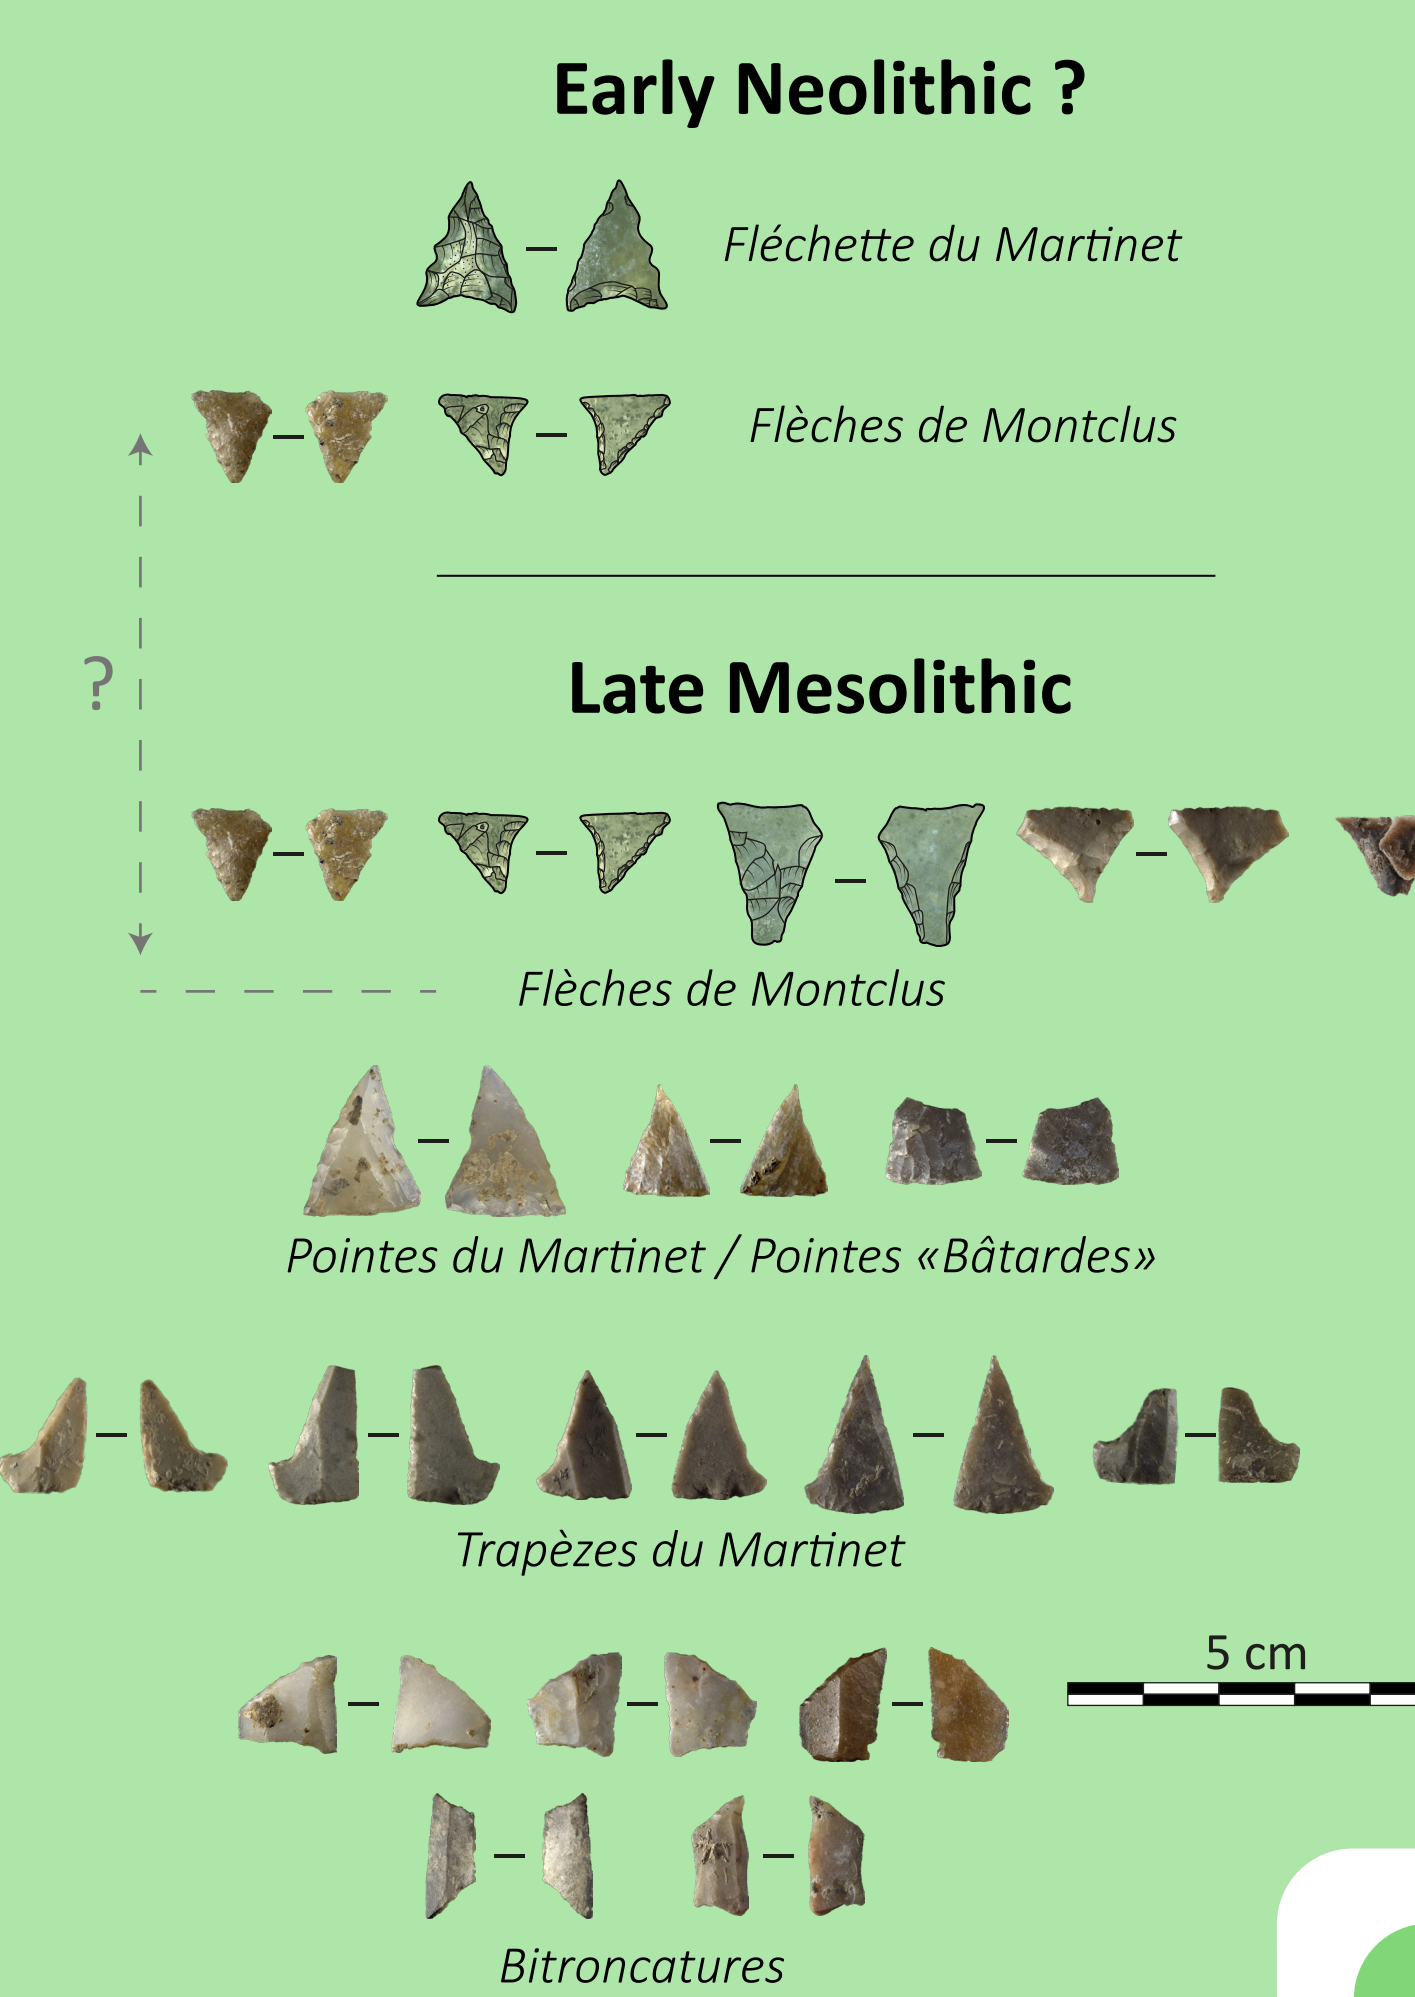 Early Neolithic ?
Fléchette du Martinet
Flèches de Montclus
?
Late Mesolithic
Flèches de Montclus
Pointes du Martinet / Pointes «Bâtardes»
Trapèzes du Martinet
5 cm
Bitroncatures